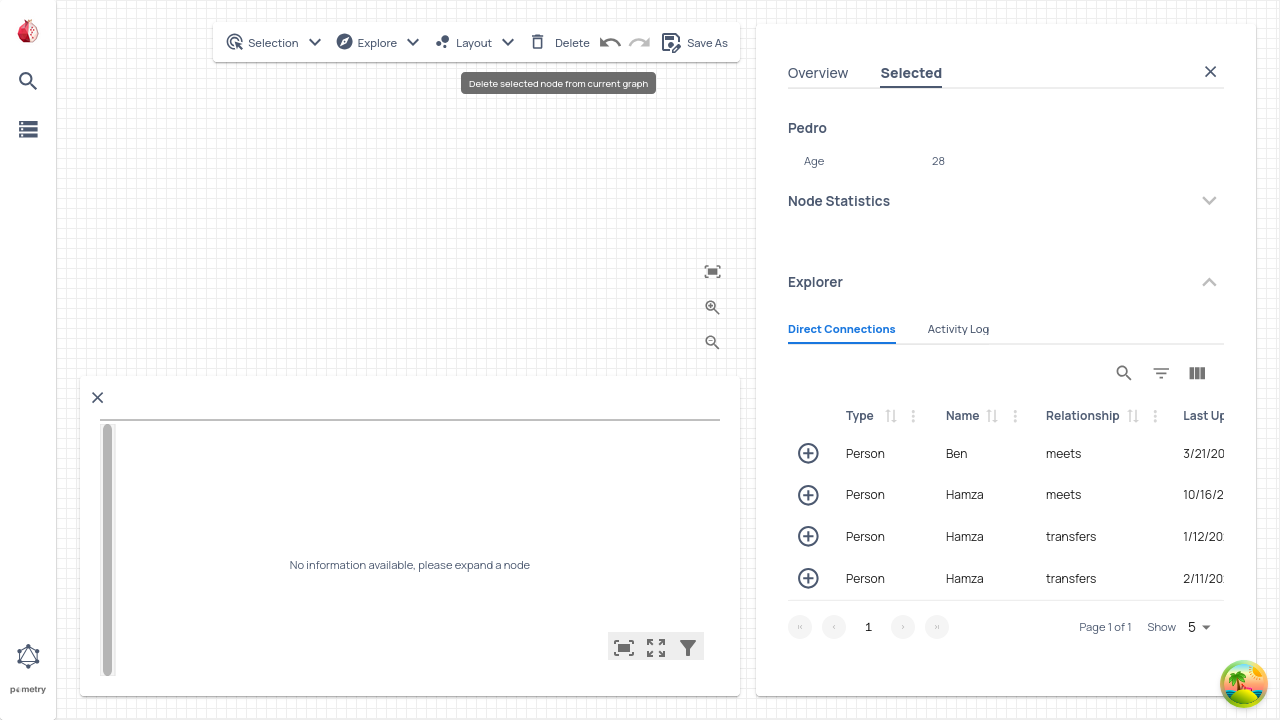 Selection
Explore
Layout
Delete
Save As
Delete selected node from current graph
Overview
Selected
Pedro
Age 28
Node Statistics
Explorer
Direct Connections
Activity Log
Type Name Relationship Last Up
Person Ben meets 3/21/20
Person Hamza meets 10/16/2
Person Hamza transfers 1/12/20
Person Hamza transfers 2/11/20
1
Page 1 of 1
Show 5
No information available, please expand a node
pometry